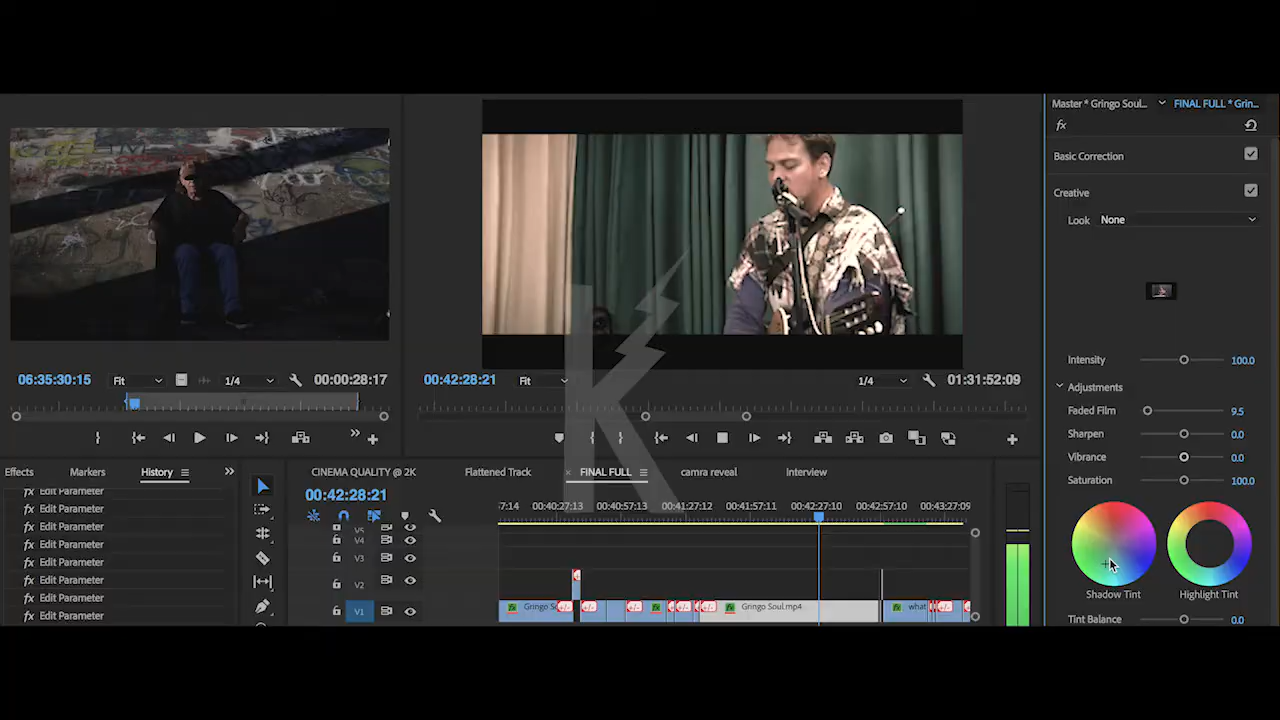 Master * Gringo Soul...
FINAL FULL * Grin...
fx
Basic Correction
Creative
Look None
Intensity 100.0
Adjustments
Faded Film 9.5
Sharpen 0.0
Vibrance 0.0
Saturation 100.0
Shadow Tint
Highlight Tint
Tint Balance 0.0
06:35:30:15
Fit
1/4
00:00:28:17
00:42:28:21
Fit
1/4
01:31:52:09
Effects
Markers
History
fx Edit Parameter
fx Edit Parameter
fx Edit Parameter
fx Edit Parameter
fx Edit Parameter
fx Edit Parameter
fx Edit Parameter
fx Edit Parameter
CINEMA QUALITY @ 2K
Flattened Track
× FINAL FULL
camra reveal
Interview
00:42:28:21
:57:14
00:40:27:13
00:40:57:13
00:41:27:12
00:41:57:11
00:42:27:10
00:42:57:10
00:43:27:09
V5
V4
V3
V2
V1
Gringo So
Gringo Soul.mp4
what
K